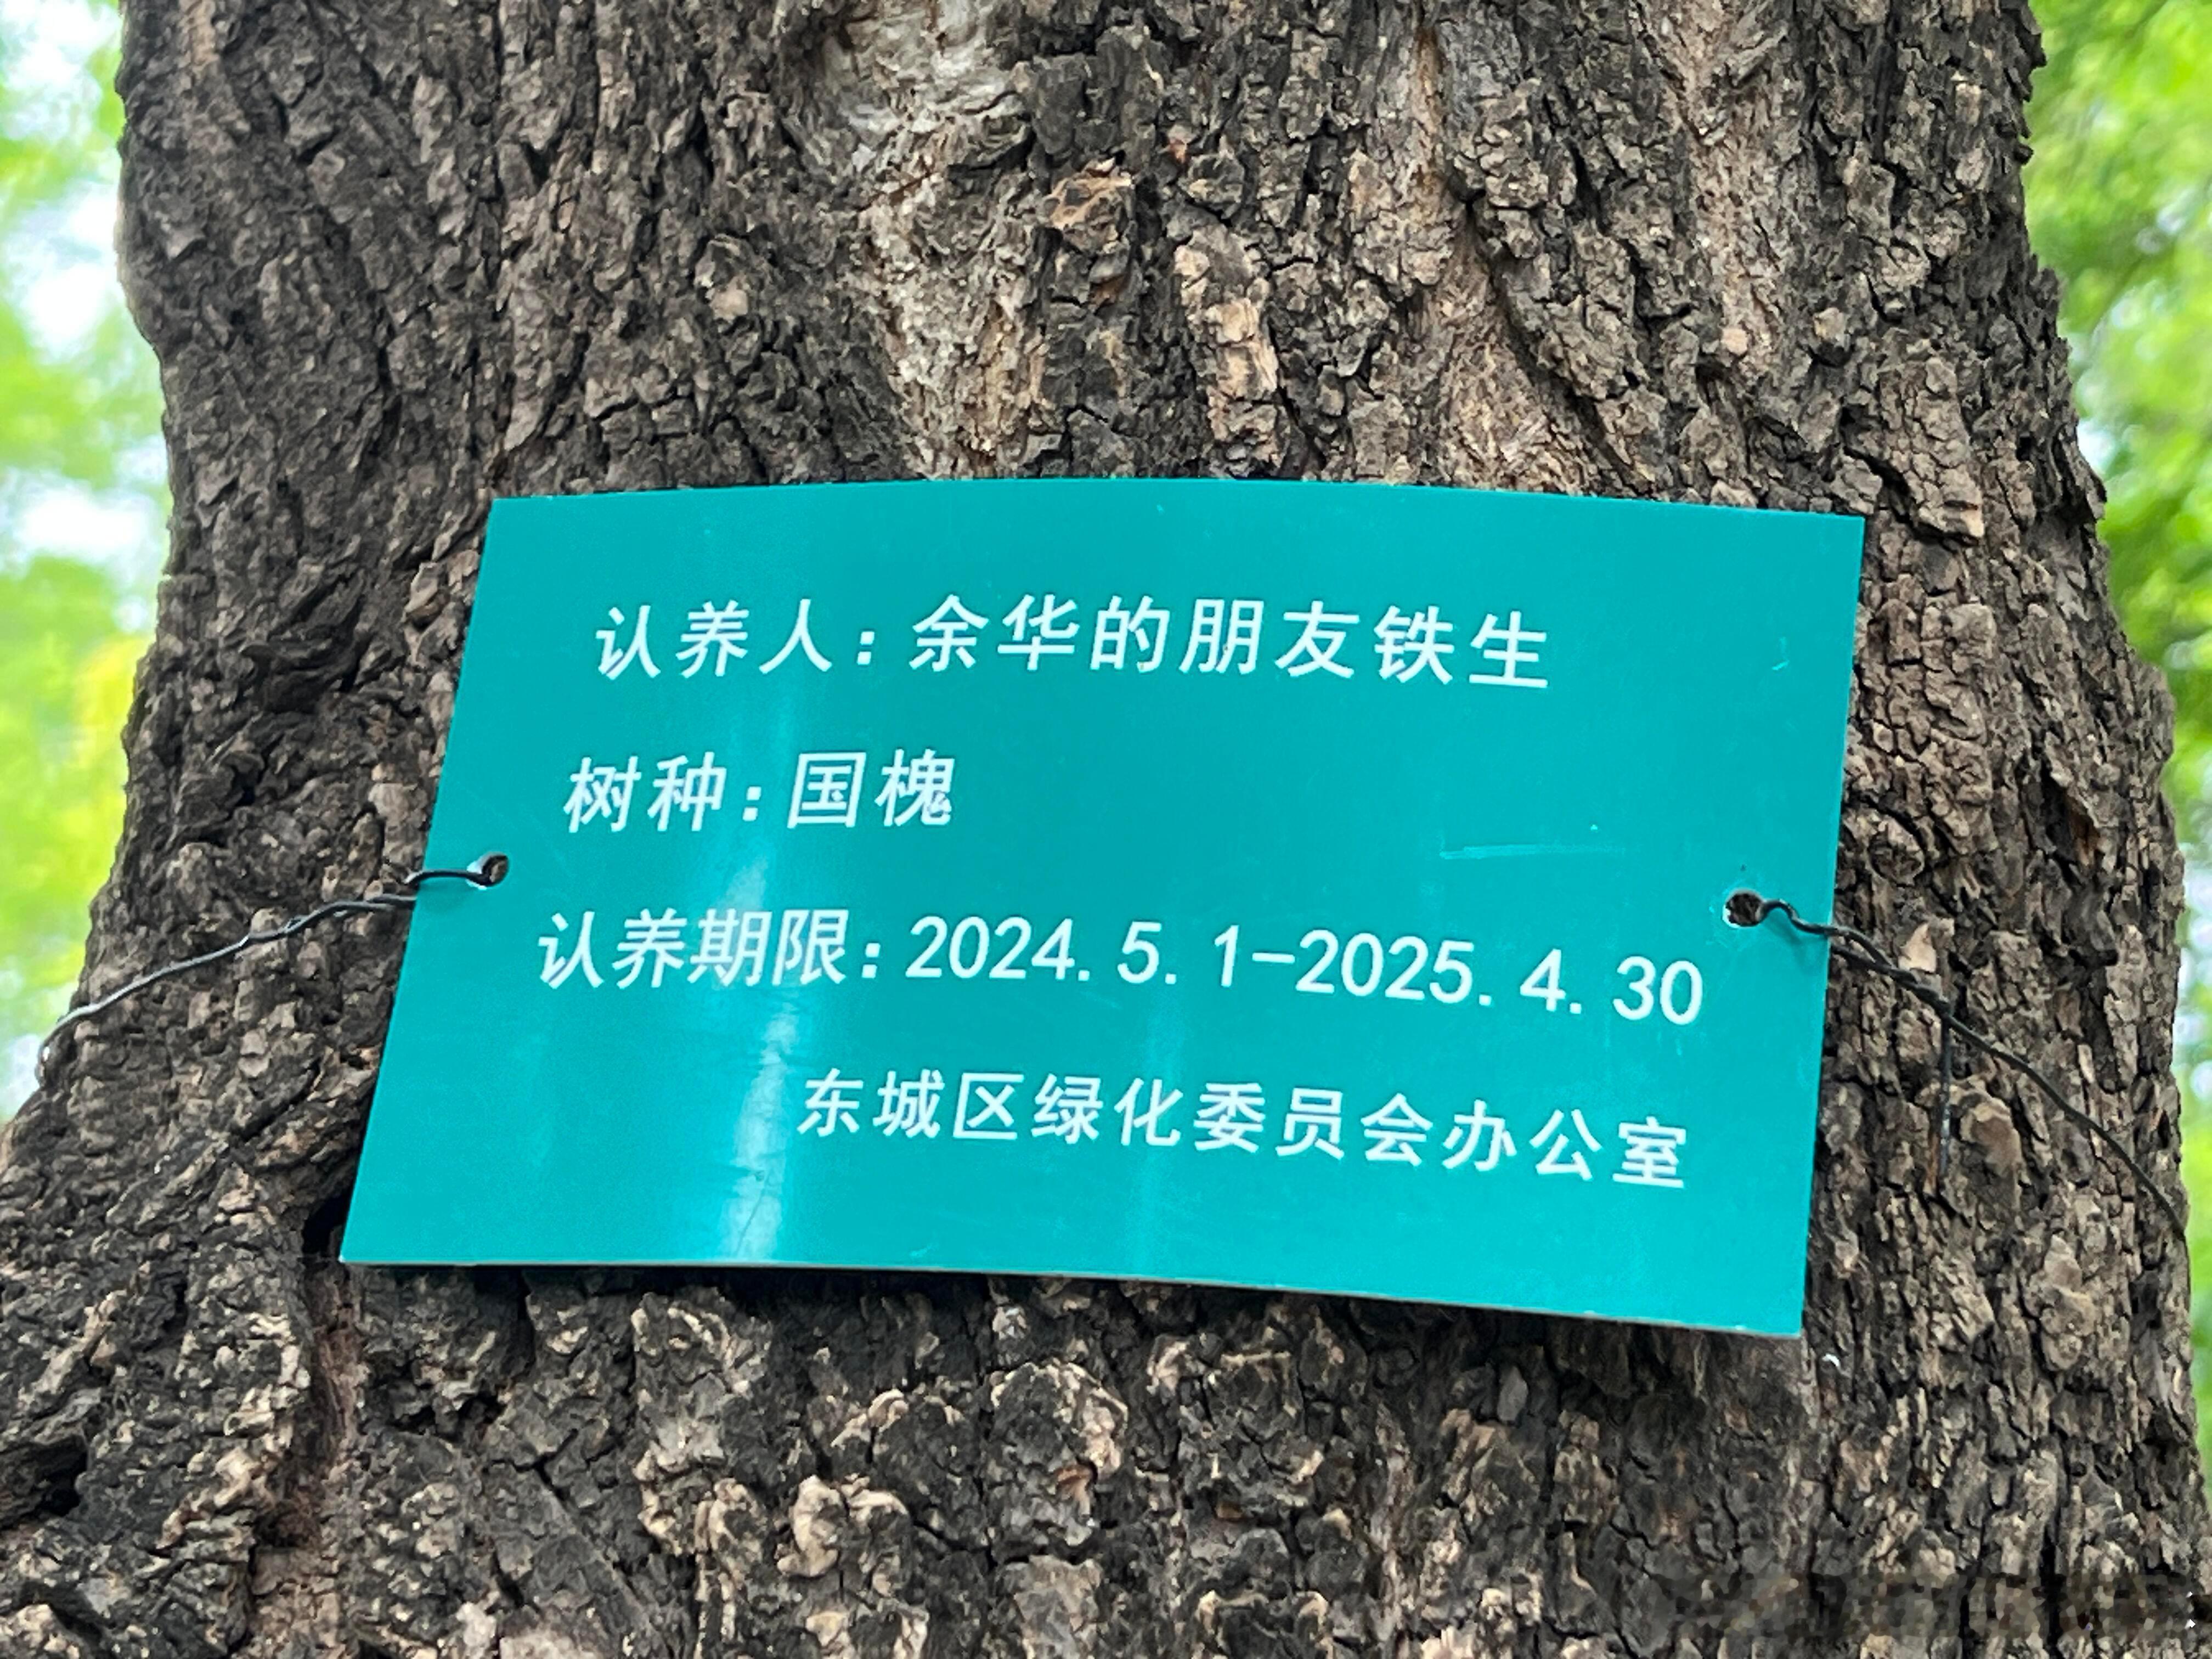 认养人:余华的朋友铁生
树种:国槐
认养期限:2024.5.1-2025.4.30
东城区绿化委员会办公室